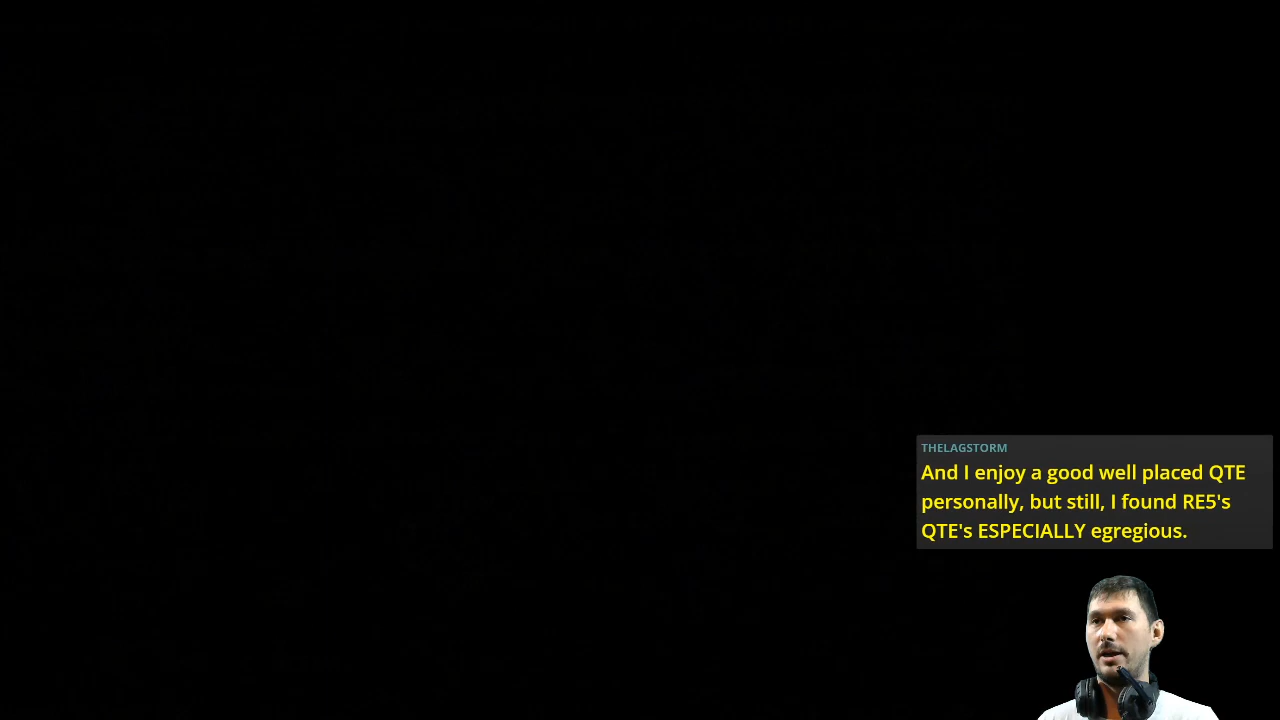 THELAGSTORM
And I enjoy a good well placed QTE
personally, but still, I found RE5's
QTE's ESPECIALLY egregious.